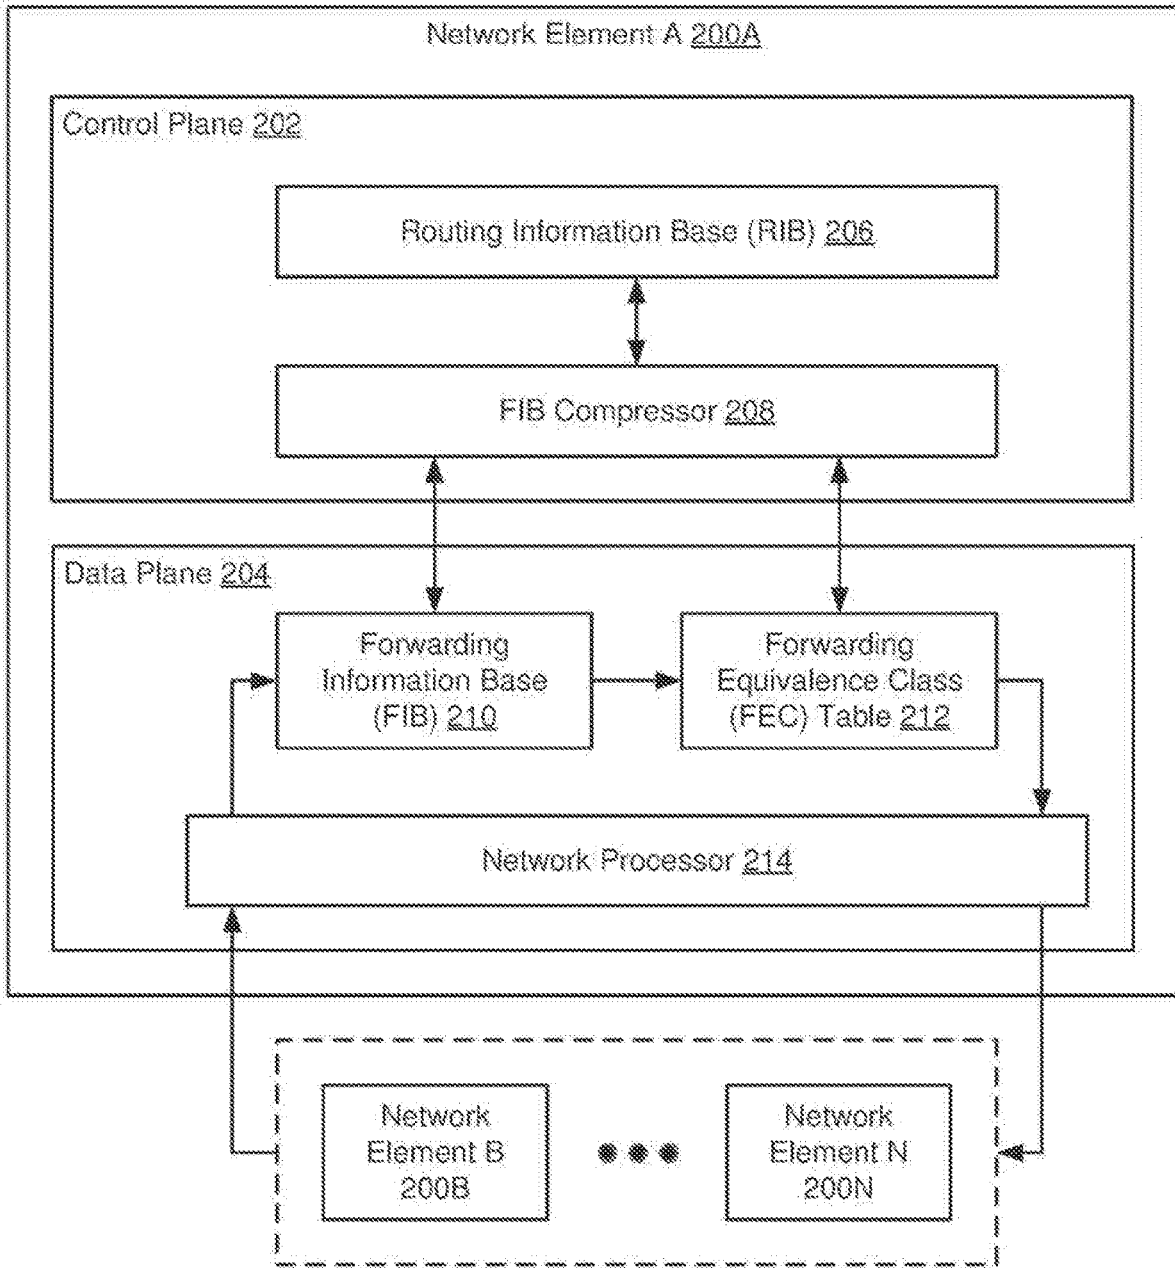 Network Element A 200A
Control Plane 202
Routing Information Base (RIB) 206
FIB Compressor 208
Data Plane 204
Forwarding
Information Base
(FIB) 210
Forwarding
Equivalence Class
(FEC) Table 212
Network Processor 214
Network
Element B
200B
Network
Element N
200N